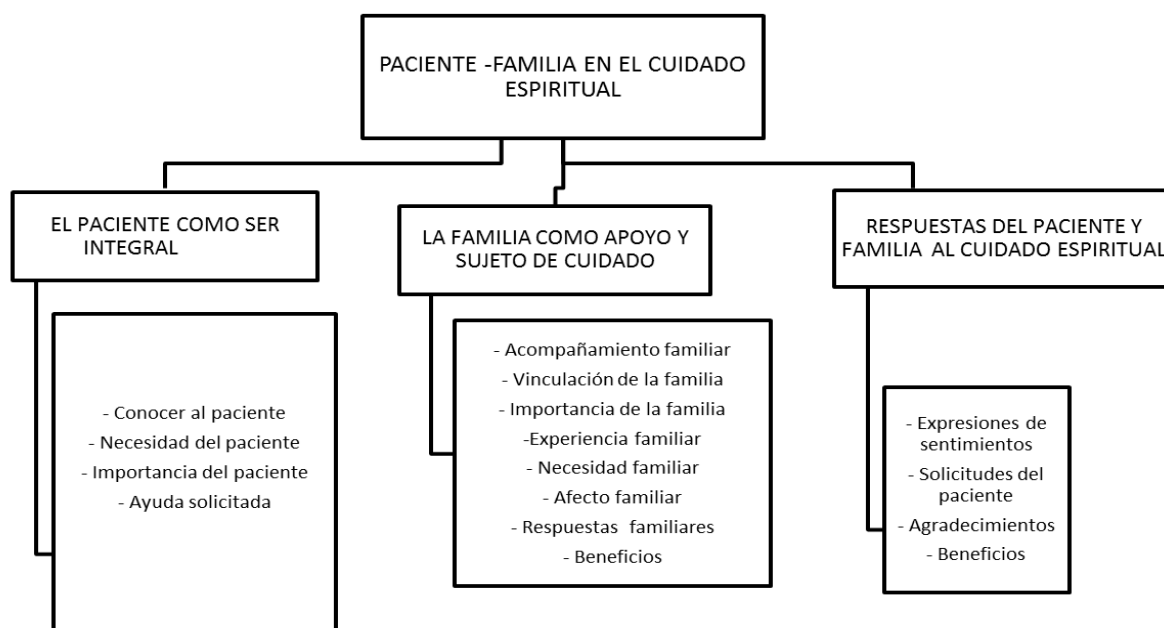 PACIENTE -FAMILIA EN EL CUIDADO
ESPIRITUAL
EL PACIENTE COMO SER
INTEGRAL
LA FAMILIA COMO APOYO Y
SUJETO DE CUIDADO
RESPUESTAS DEL PACIENTE Y
FAMILIA AL CUIDADO ESPIRITUAL
- Conocer al paciente
- Necesidad del paciente
- Importancia del paciente
- Ayuda solicitada
- Acompañamiento familiar
- Vinculación de la familia
- Importancia de la familia
-Experiencia familiar
- Necesidad familiar
- Afecto familiar
- Respuestas familiares
- Beneficios
- Expresiones de
sentimientos
- Solicitudes del
paciente
- Agradecimientos
- Beneficios